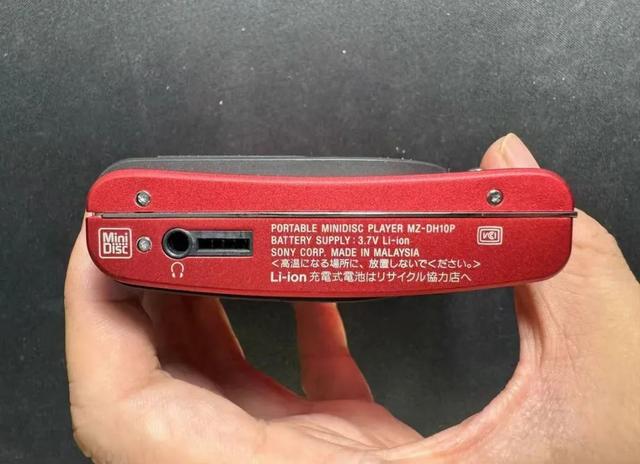 Mini
Disc
PORTABLE MINIDISC PLAYER MZ-DH10P
BATTERY SUPPLY : 3.7V Li-ion
SONY CORP. MADE IN MALAYSIA
<高温になる場所に、放置しないでください。>
Li-ion 充電式電池はリサイクル協力店へ